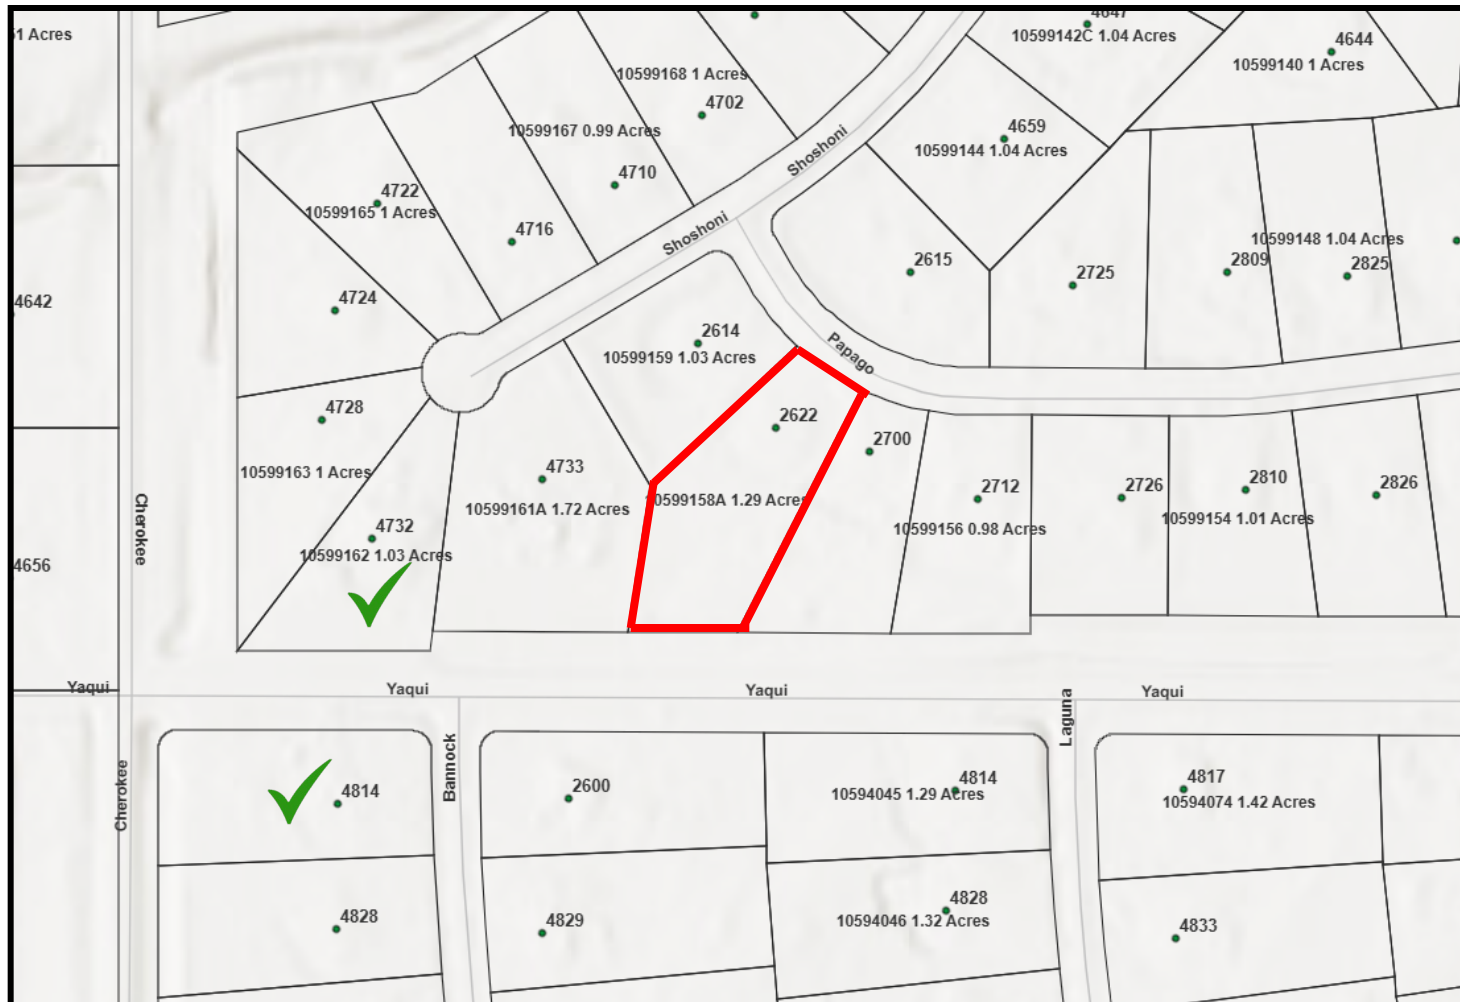 51 Acres
4647
10599142C 1.04 Acres
4644
10599140 1 Acres
10599168 1 Acres
4702
10599167 0.99 Acres
4710
Shoshoni
4659
10599144 1.04 Acres
4722
10599165 1 Acres
4716
Shoshoni
2615
10599148 1.04 Acres
2725
2809
2825
4642
4724
2614
10599159 1.03 Acres
Papago
4728
2622
2700
10599163 1 Acres
4733
10599161A 1.72 Acres
10599158A 1.29 Acres
2712
10599156 0.98 Acres
2726
2810
10599154 1.01 Acres
2826
Cherokee
4732
10599162 1.03 Acres
4656
Yaqui
Yaqui
Yaqui
Yaqui
Laguna
Bannock
Cherokee
4814
2600
4814
10594045 1.29 Acres
4817
10594074 1.42 Acres
4828
4829
4828
10594046 1.32 Acres
4833